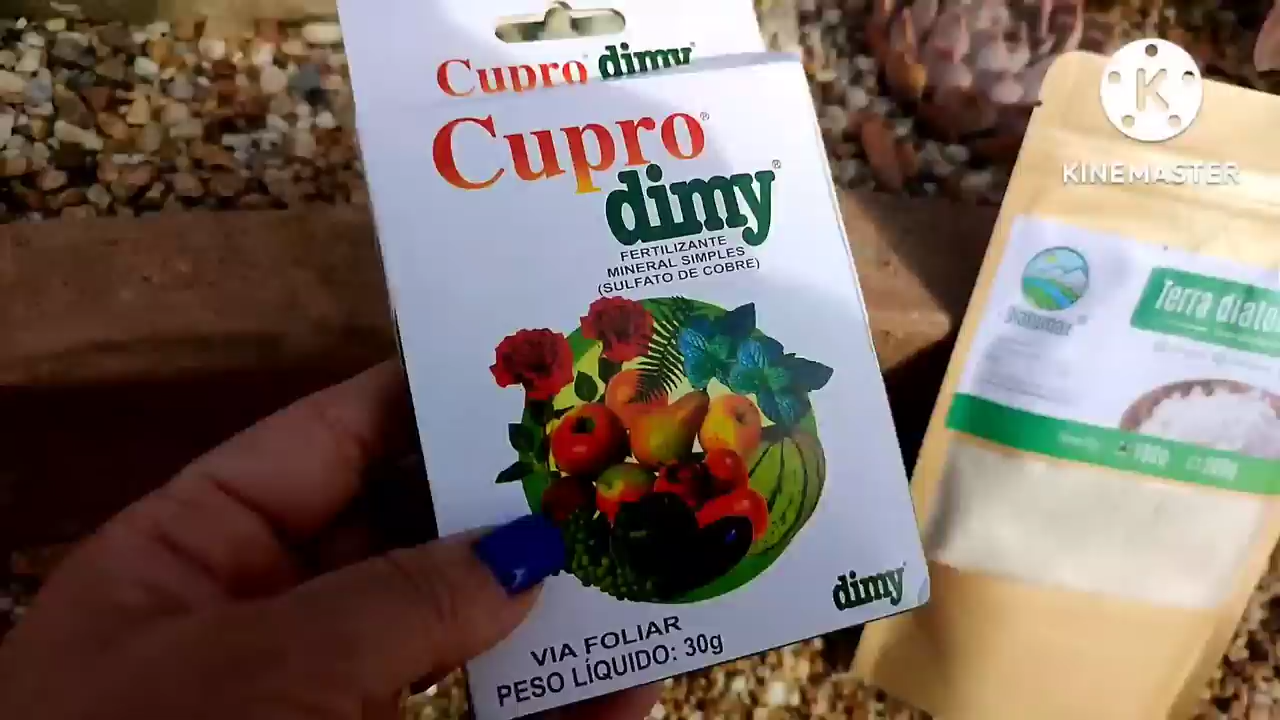 Cupro dimy
Cupro®
dimy®
FERTILIZANTE
MINERAL SIMPLES
(SULFATO DE COBRE)
dimy
VIA FOLIAR
PESO LÍQUIDO: 30g
KINEMASTER
Terra diato